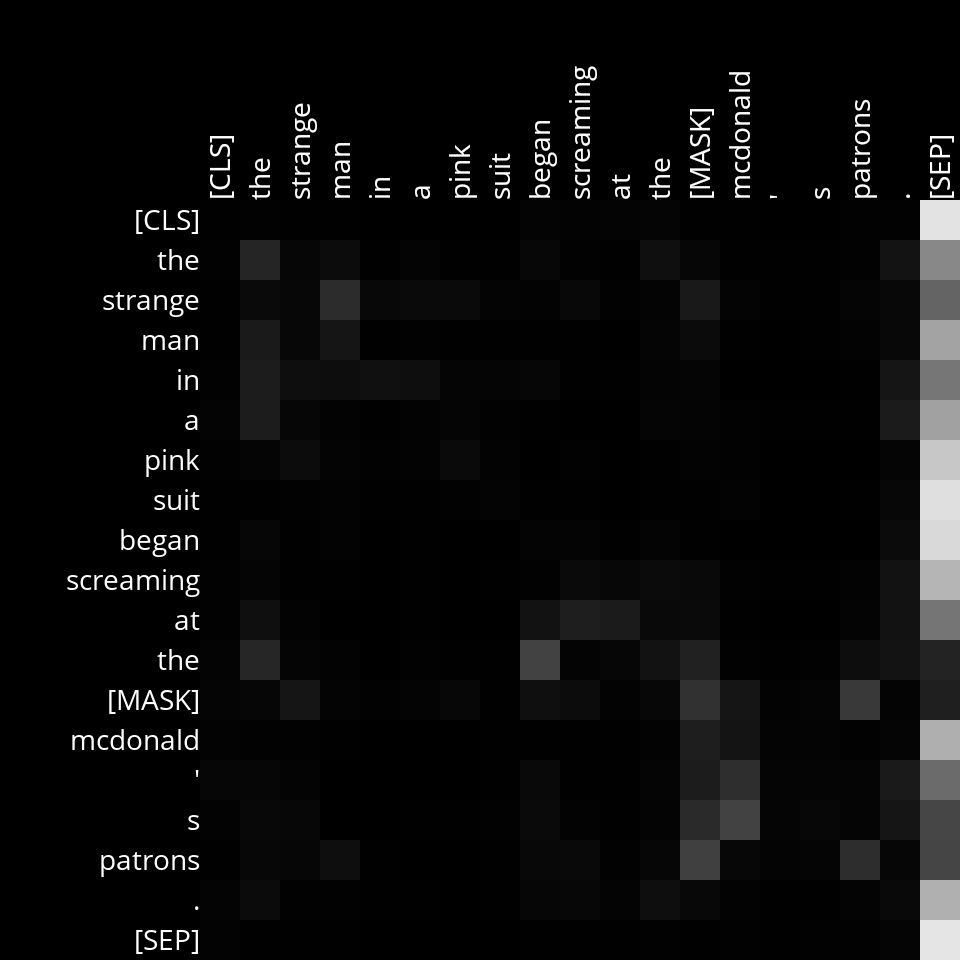 [CLS] the strange man in a pink suit began screaming at the [MASK] mcdonald ' s patrons . [SEP]
[CLS]
the
strange
man
in
a
pink
suit
began
screaming
at
the
[MASK]
mcdonald
'
s
patrons
.
[SEP]